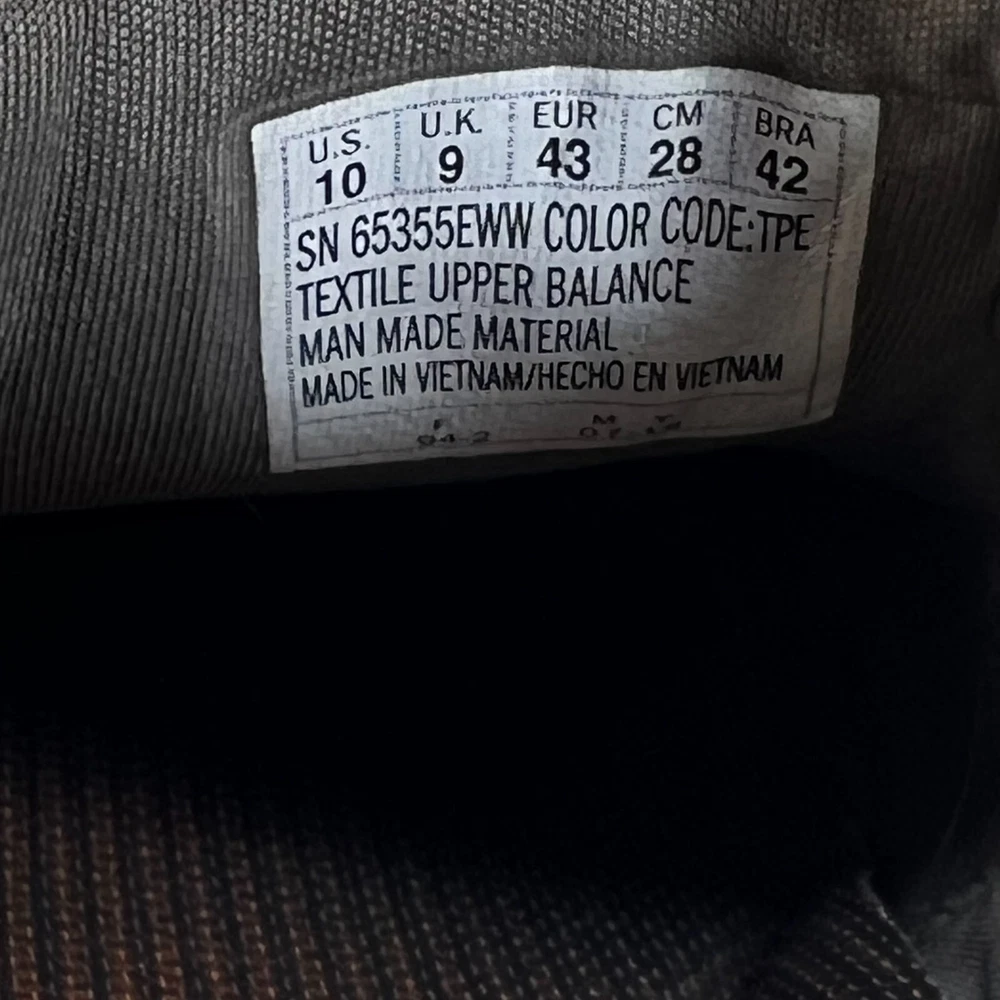 U.S. U.K. EUR CM BRA
10 9 43 28 42
SN 65355EWW COLOR CODE:TPE
TEXTILE UPPER BALANCE
MAN MADE MATERIAL
MADE IN VIETNAM/HECHO EN VIETNAM